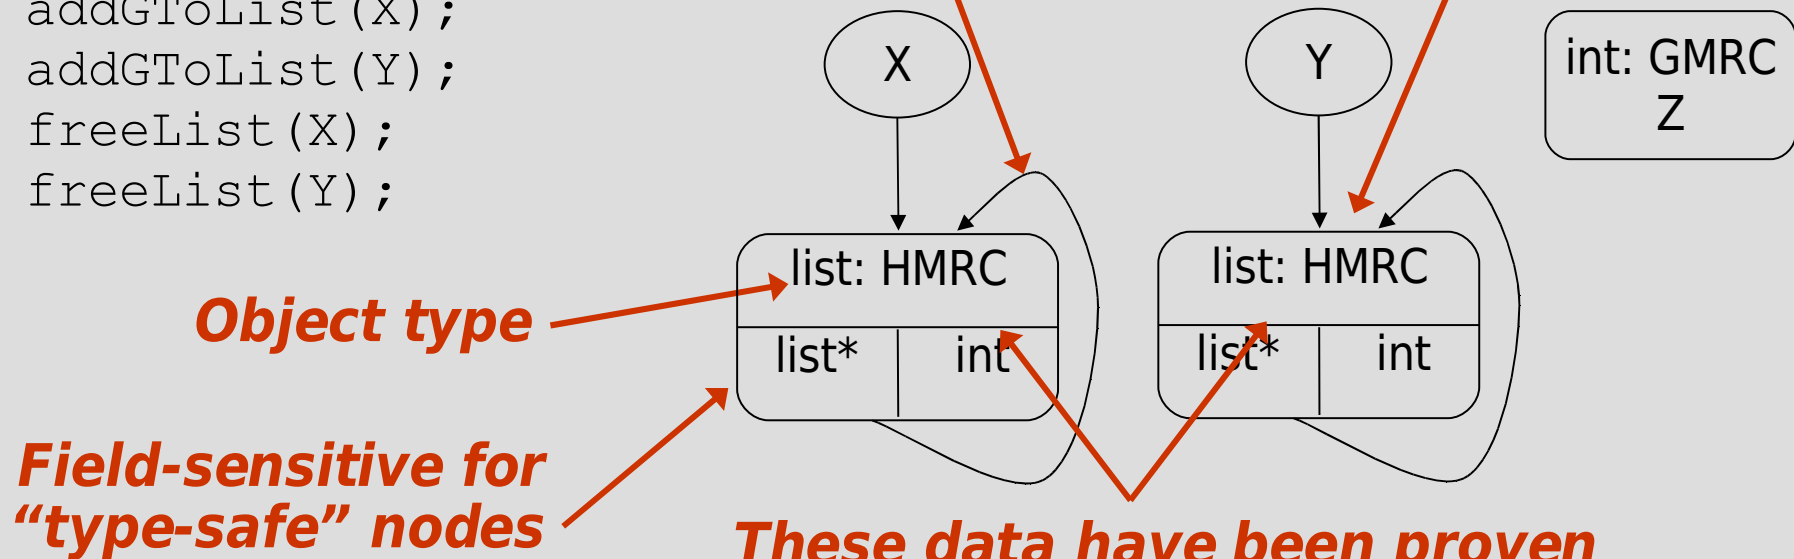 addGToList(X);
addGToList(Y);
freeList(X);
freeList(Y);
X
Y
int: GMRC
Z
list: HMRC
list*
int
list: HMRC
list*
int
Object type
Field-sensitive for
“type-safe” nodes
These data have been proven